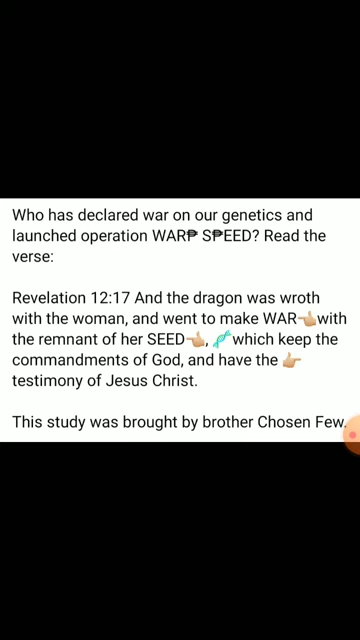 Who has declared war on our genetics and
launched operation WAR₱ S₱EED? Read the
verse:
Revelation 12:17 And the dragon was wroth
with the woman, and went to make WAR👈🏼with
the remnant of her SEED👈🏼, 🧬which keep the
commandments of God, and have the 👉🏼
testimony of Jesus Christ.
This study was brought by brother Chosen Few.